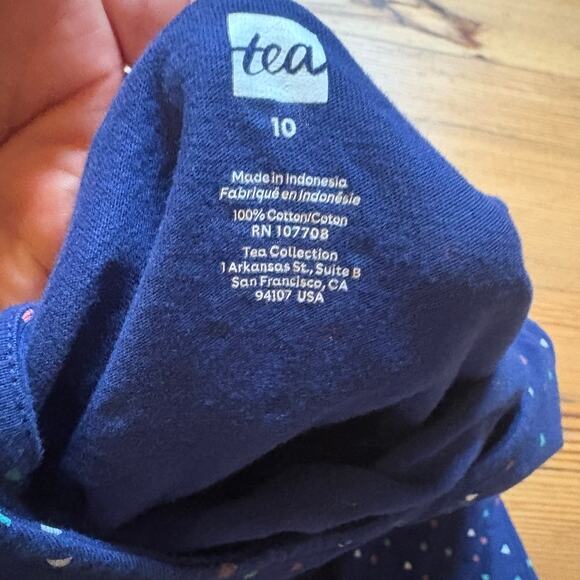 tea
10
Made in Indonesia
Fabriqué en Indonésie
100% Cotton/Coton
RN 107708
Tea Collection
1 Arkansas St., Suite B
San Francisco, CA
94107 USA